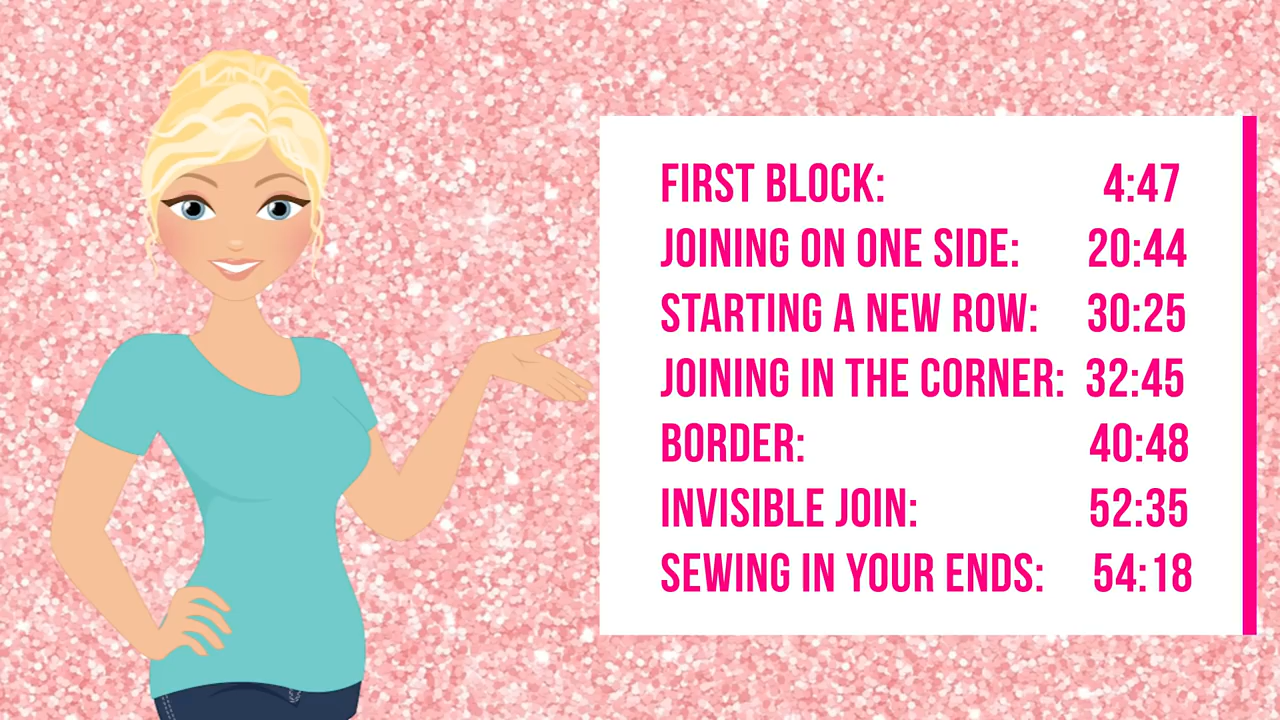 FIRST BLOCK: 4:47
JOINING ON ONE SIDE: 20:44
STARTING A NEW ROW: 30:25
JOINING IN THE CORNER: 32:45
BORDER: 40:48
INVISIBLE JOIN: 52:35
SEWING IN YOUR ENDS: 54:18